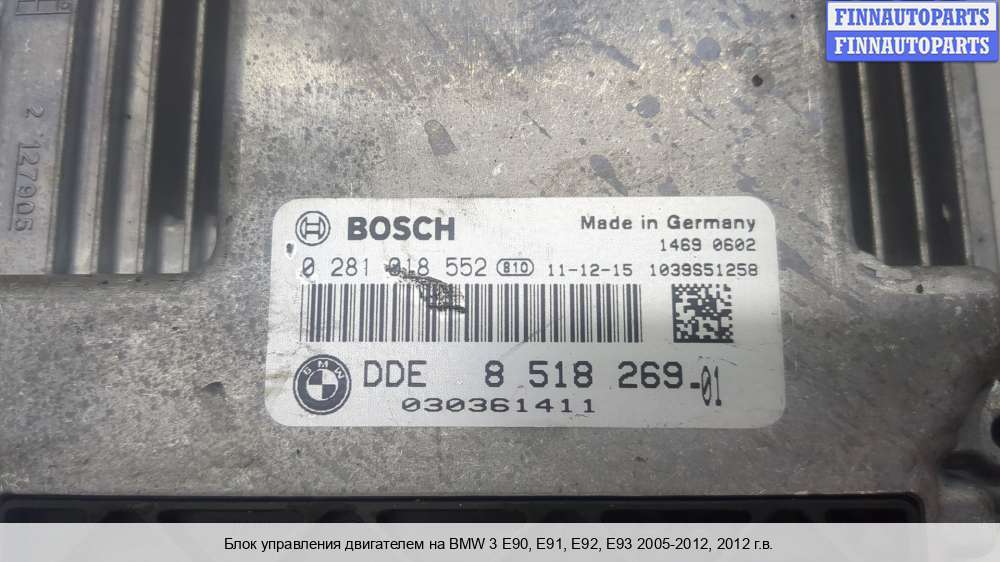 FINNAUTOPARTS
FINNAUTOPARTS
2 127905
BOSCH
Made in Germany
1469 0602
0 281 018 552 810 11-12-15 1039S51258
BMW
DDE 8 518 269-01
030361411
Блок управления двигателем на BMW 3 E90, E91, E92, E93 2005-2012, 2012 г.в.